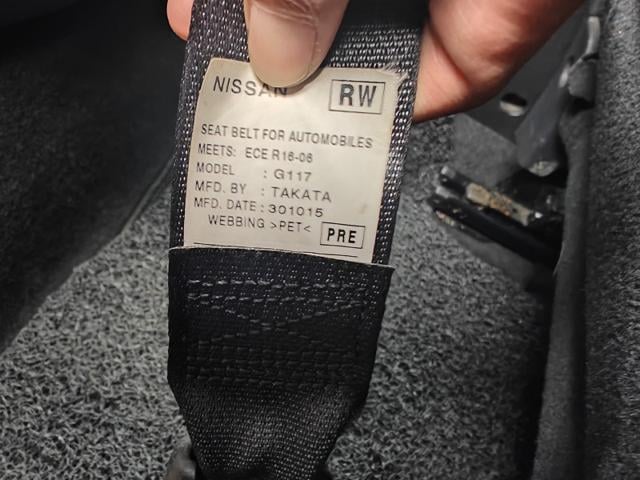 NISSAN RW
SEAT BELT FOR AUTOMOBILES
MEETS: ECE R16-06
MODEL : G117
MFD. BY : TAKATA
MFD. DATE : 301015
WEBBING >PET< PRE